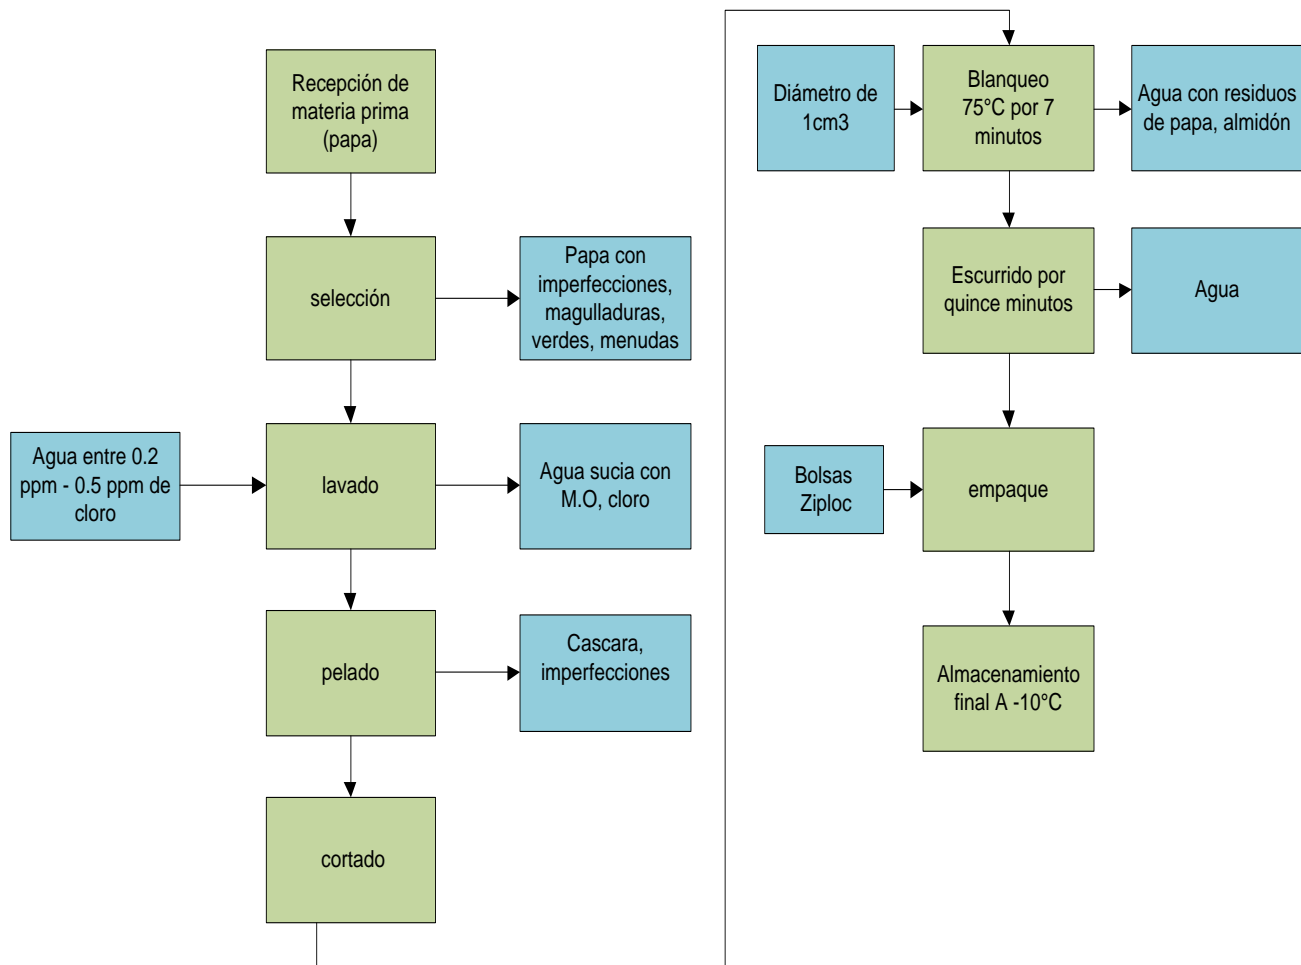 Recepción de
materia prima
(papa)
selección
Papa con
imperfecciones,
magulladuras,
verdes, menudas
Agua entre 0.2
ppm - 0.5 ppm de
cloro
lavado
Agua sucia con
M.O, cloro
pelado
Cascara,
imperfecciones
cortado
Diámetro de
1cm3
Blanqueo
75°C por 7
minutos
Agua con residuos
de papa, almidón
Escurrido por
quince minutos
Agua
Bolsas
Ziploc
empaque
Almacenamiento
final A -10°C